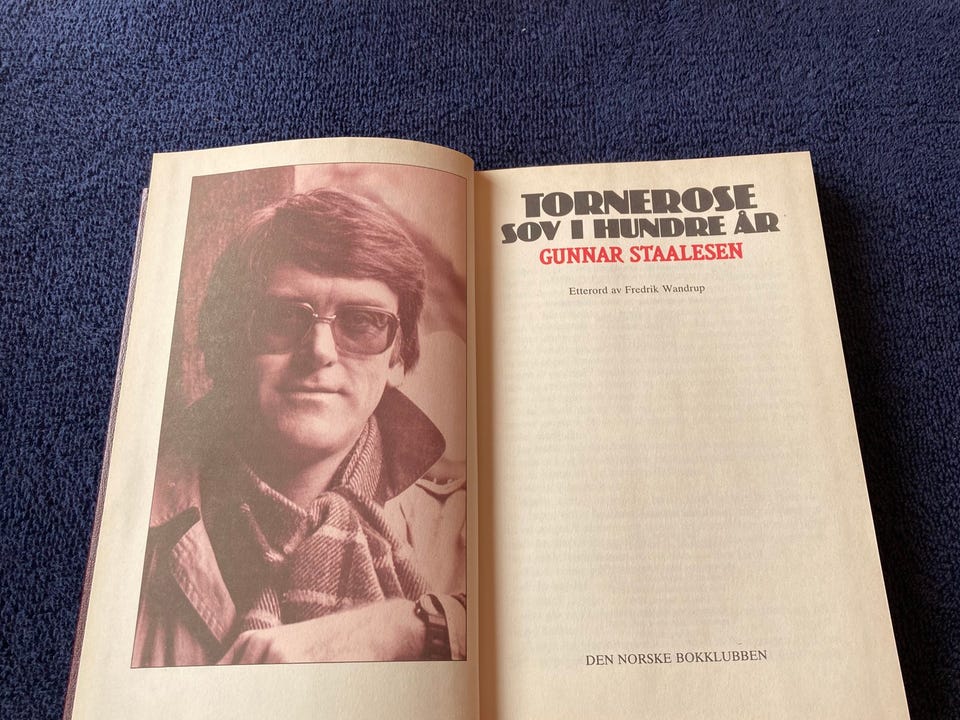 TORNEROSE
SOV I HUNDRE ÅR
GUNNAR STAALESEN
Etterord av Fredrik Wandrup
DEN NORSKE BOKKLUBBEN